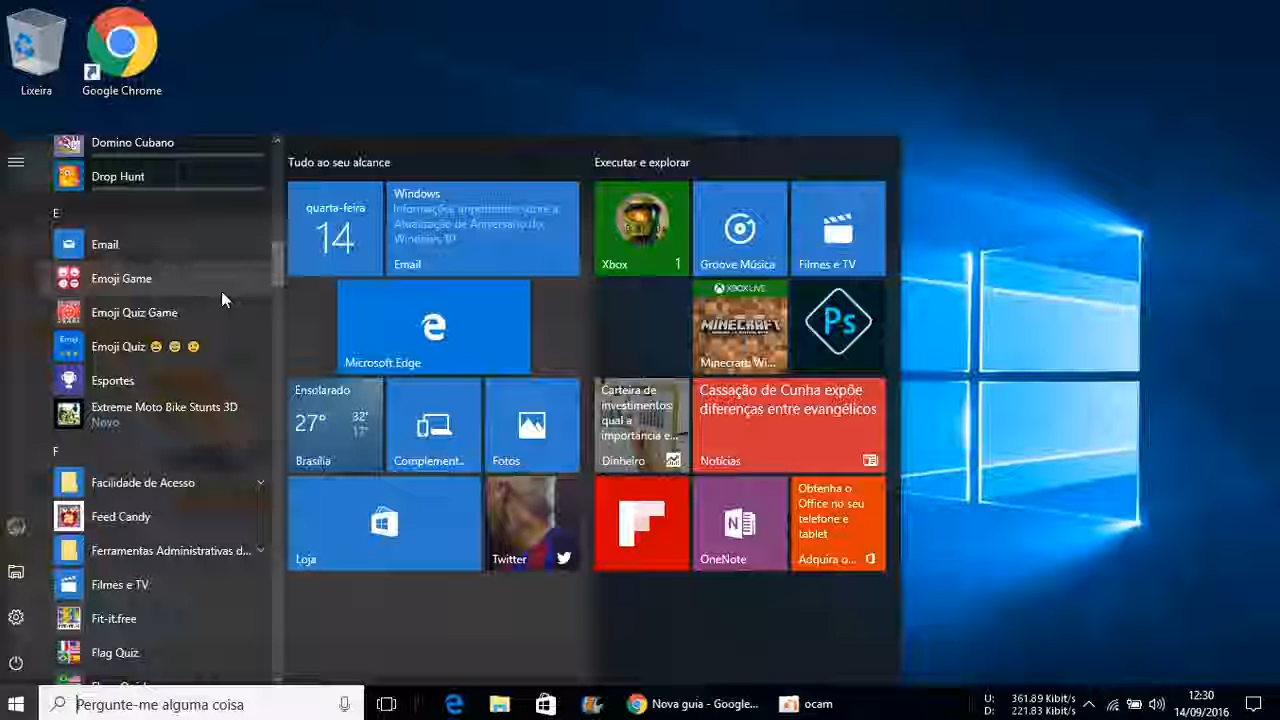 Lixeira
Google Chrome
Domino Cubano
Drop Hunt
E
Email
Emoji Game
Emoji Quiz Game
Emoji Quiz 😀 😄 😉
Esportes
Extreme Moto Bike Stunts 3D
Novo
F
Facilidade de Acesso
Feed Candy
Ferramentas Administrativas d...
Filmes e TV
Fit-it.free
Flag Quiz
Tudo ao seu alcance
quarta-feira
14
Windows
Informações importantes sobre a
Atualização de Aniversário do
Windows 10
Email
Microsoft Edge
Ensolarado
27° 32°
17°
Brasília
Complement...
Fotos
Loja
Twitter
Executar e explorar
Xbox 1
Groove Música
Filmes e TV
XBOX LIVE
MINECRAFT
Minecraft: Wi...
Ps
Carteira de
investimentos:
qual a
importancia e...
Dinheiro
Cassação de Cunha expõe
diferenças entre evangélicos
Notícias
N
OneNote
Obtenha o
Office no seu
telefone e
tablet
Adquira o...
Pergunte-me alguma coisa
Nova guia - Google...
ocam
U: 361.89 Kibit/s
D: 221.83 Kibit/s
12:30
14/09/2016